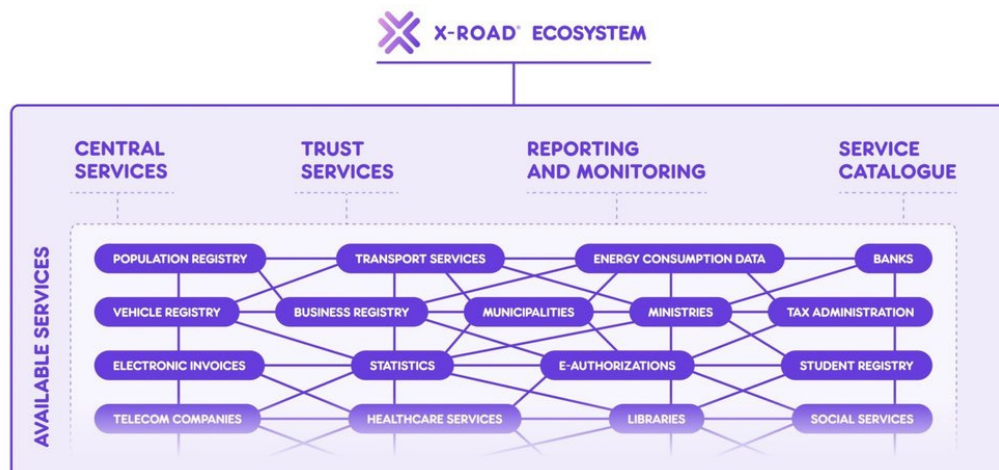 X-ROAD® ECOSYSTEM
CENTRAL
SERVICES
TRUST
SERVICES
REPORTING
AND MONITORING
SERVICE
CATALOGUE
AVAILABLE SERVICES
POPULATION REGISTRY
TRANSPORT SERVICES
ENERGY CONSUMPTION DATA
BANKS
VEHICLE REGISTRY
BUSINESS REGISTRY
MUNICIPALITIES
MINISTRIES
TAX ADMINISTRATION
ELECTRONIC INVOICES
STATISTICS
E-AUTHORIZATIONS
STUDENT REGISTRY
TELECOM COMPANIES
HEALTHCARE SERVICES
LIBRARIES
SOCIAL SERVICES